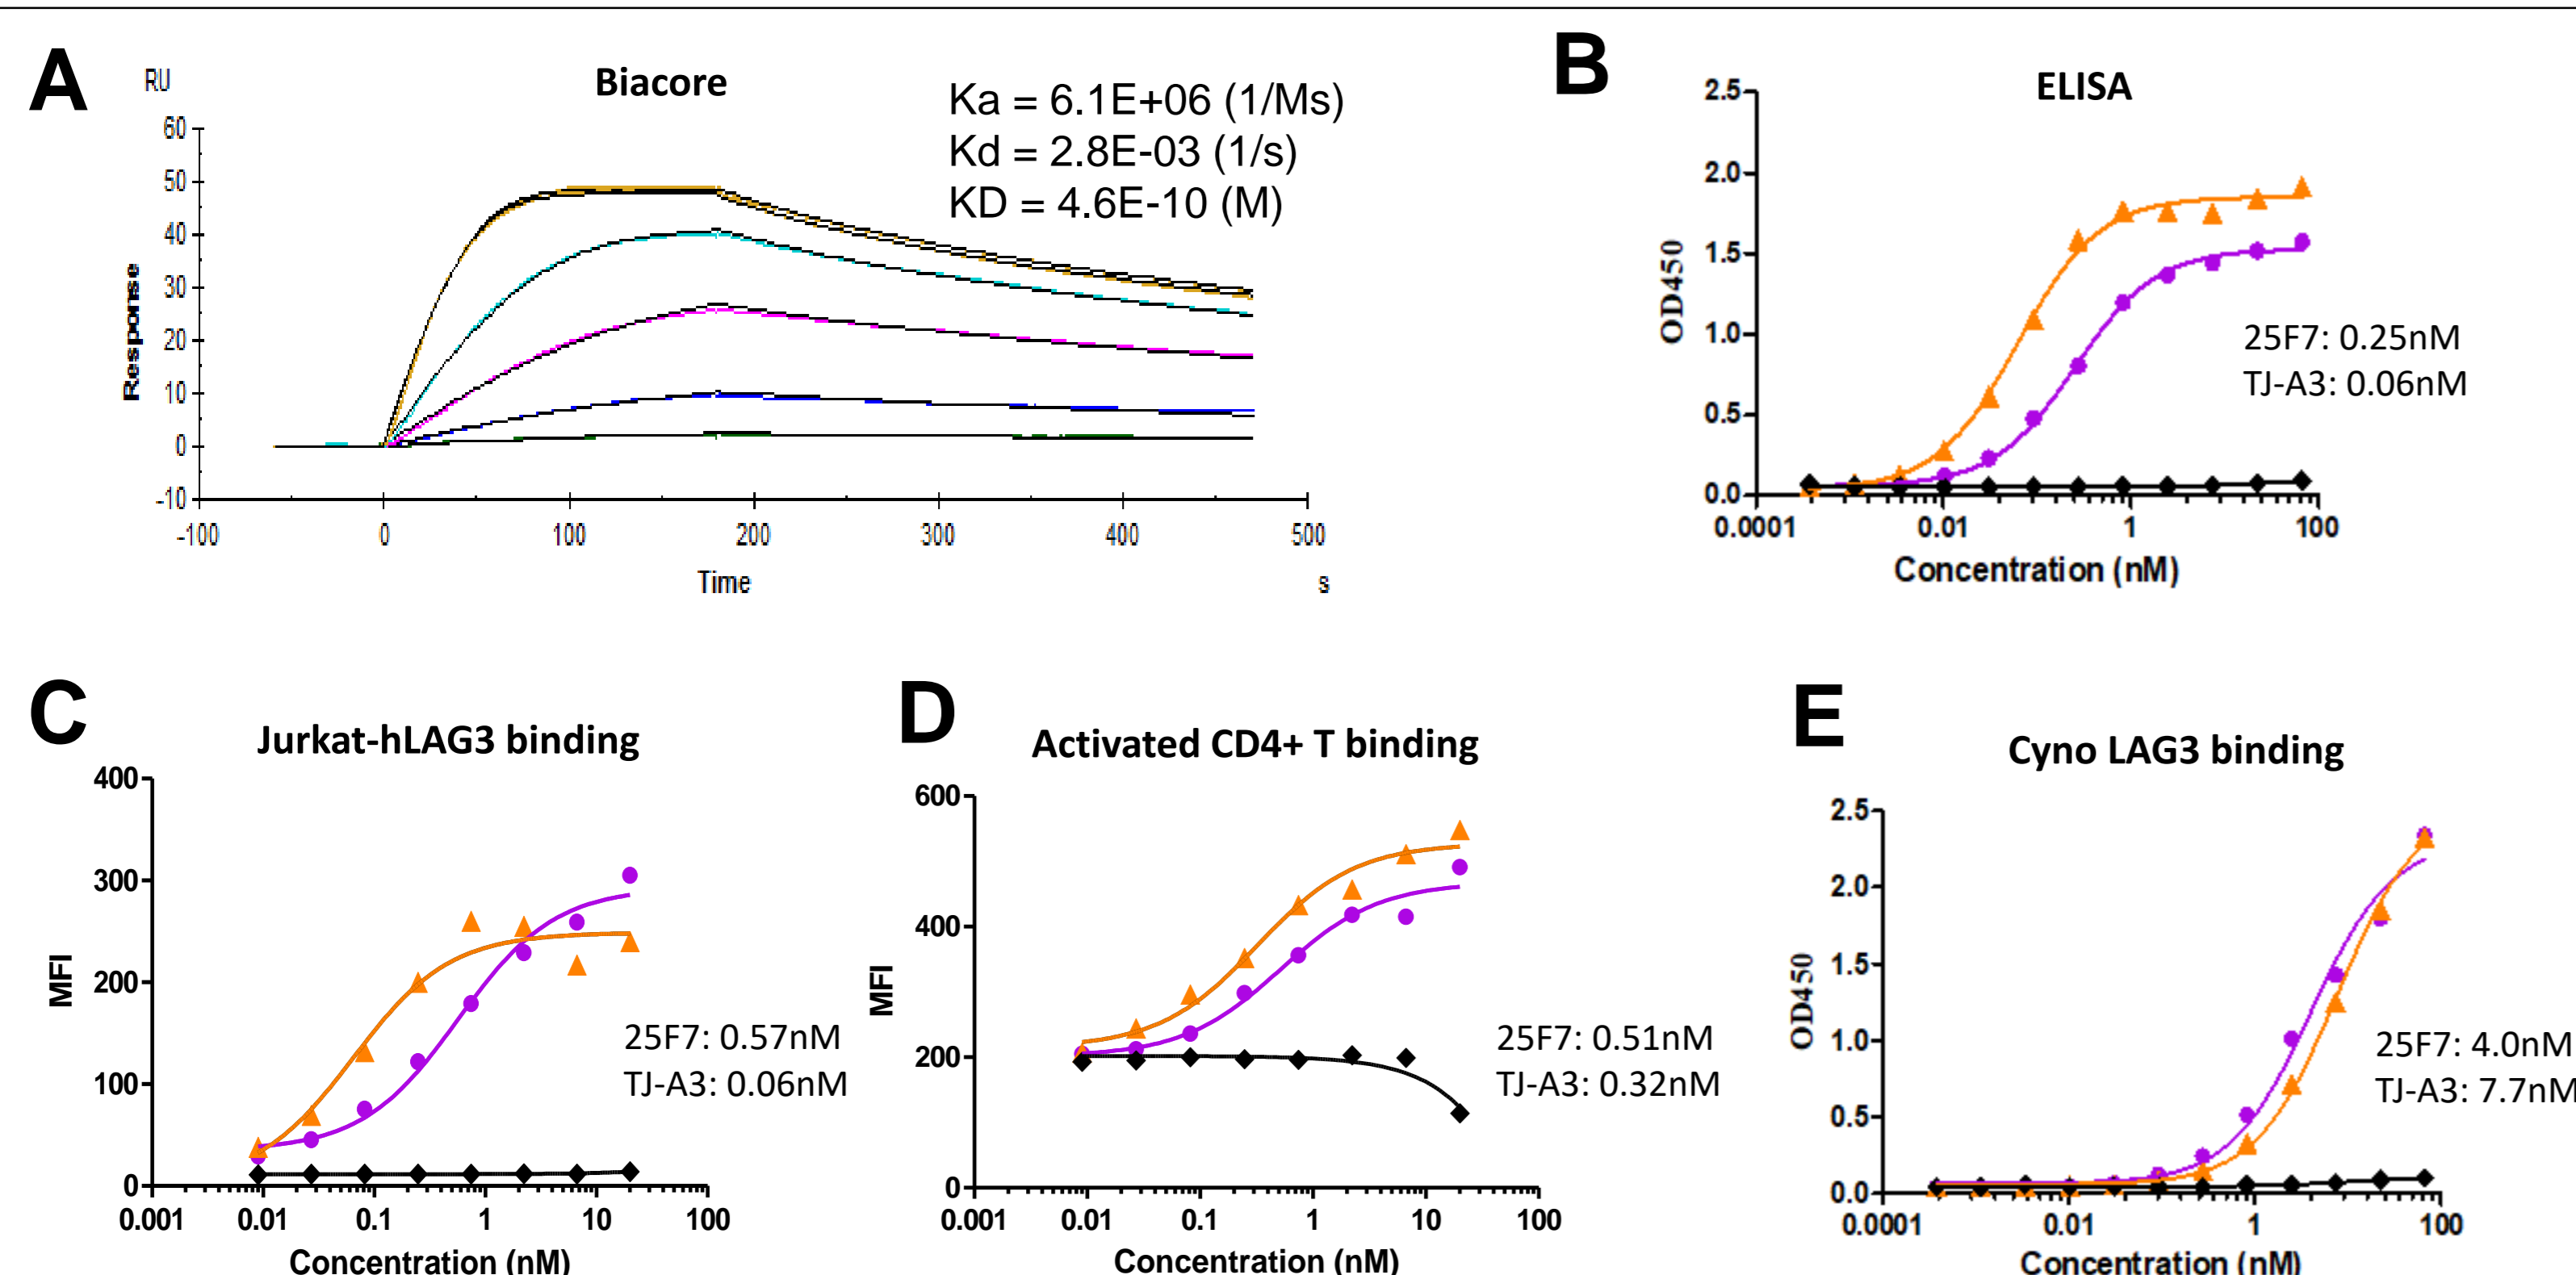 A
RU
Biacore
Ka = 6.1E+06 (1/Ms)
Kd = 2.8E-03 (1/s)
KD = 4.6E-10 (M)
60
50
40
30
20
10
0
-10
Response
-100 0 100 200 300 400 500
Time s
B
ELISA
2.5
2.0
1.5
1.0
0.5
0.0
OD450
25F7: 0.25nM
TJ-A3: 0.06nM
0.0001 0.01 1 100
Concentration (nM)
C
Jurkat-hLAG3 binding
400
300
200
100
0
MFI
25F7: 0.57nM
TJ-A3: 0.06nM
0.001 0.01 0.1 1 10 100
Concentration (nM)
D
Activated CD4+ T binding
600
400
200
0
MFI
25F7: 0.51nM
TJ-A3: 0.32nM
0.001 0.01 0.1 1 10 100
Concentration (nM)
E
Cyno LAG3 binding
2.5
2.0
1.5
1.0
0.5
0.0
OD450
25F7: 4.0nM
TJ-A3: 7.7nM
0.0001 0.01 1 100
Concentration (nM)